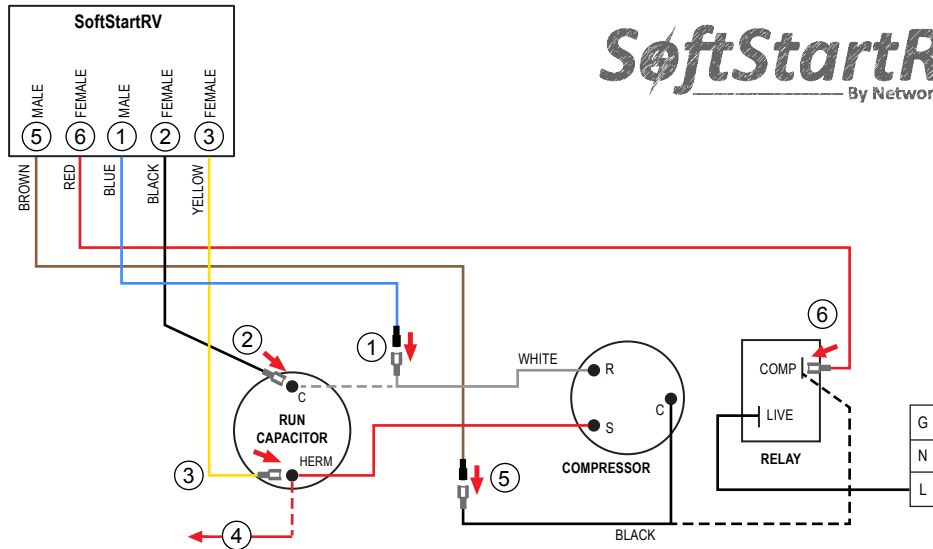 SoftStartRV
SoftStartR
By Networ
MALE
FEMALE
MALE
FEMALE
FEMALE
5
6
1
2
3
BROWN
RED
BLUE
BLACK
YELLOW
2
1
6
WHITE
R
COMP
C
C
RUN
CAPACITOR
S
LIVE
G
HERM
COMPRESSOR
RELAY
N
3
5
L
4
BLACK